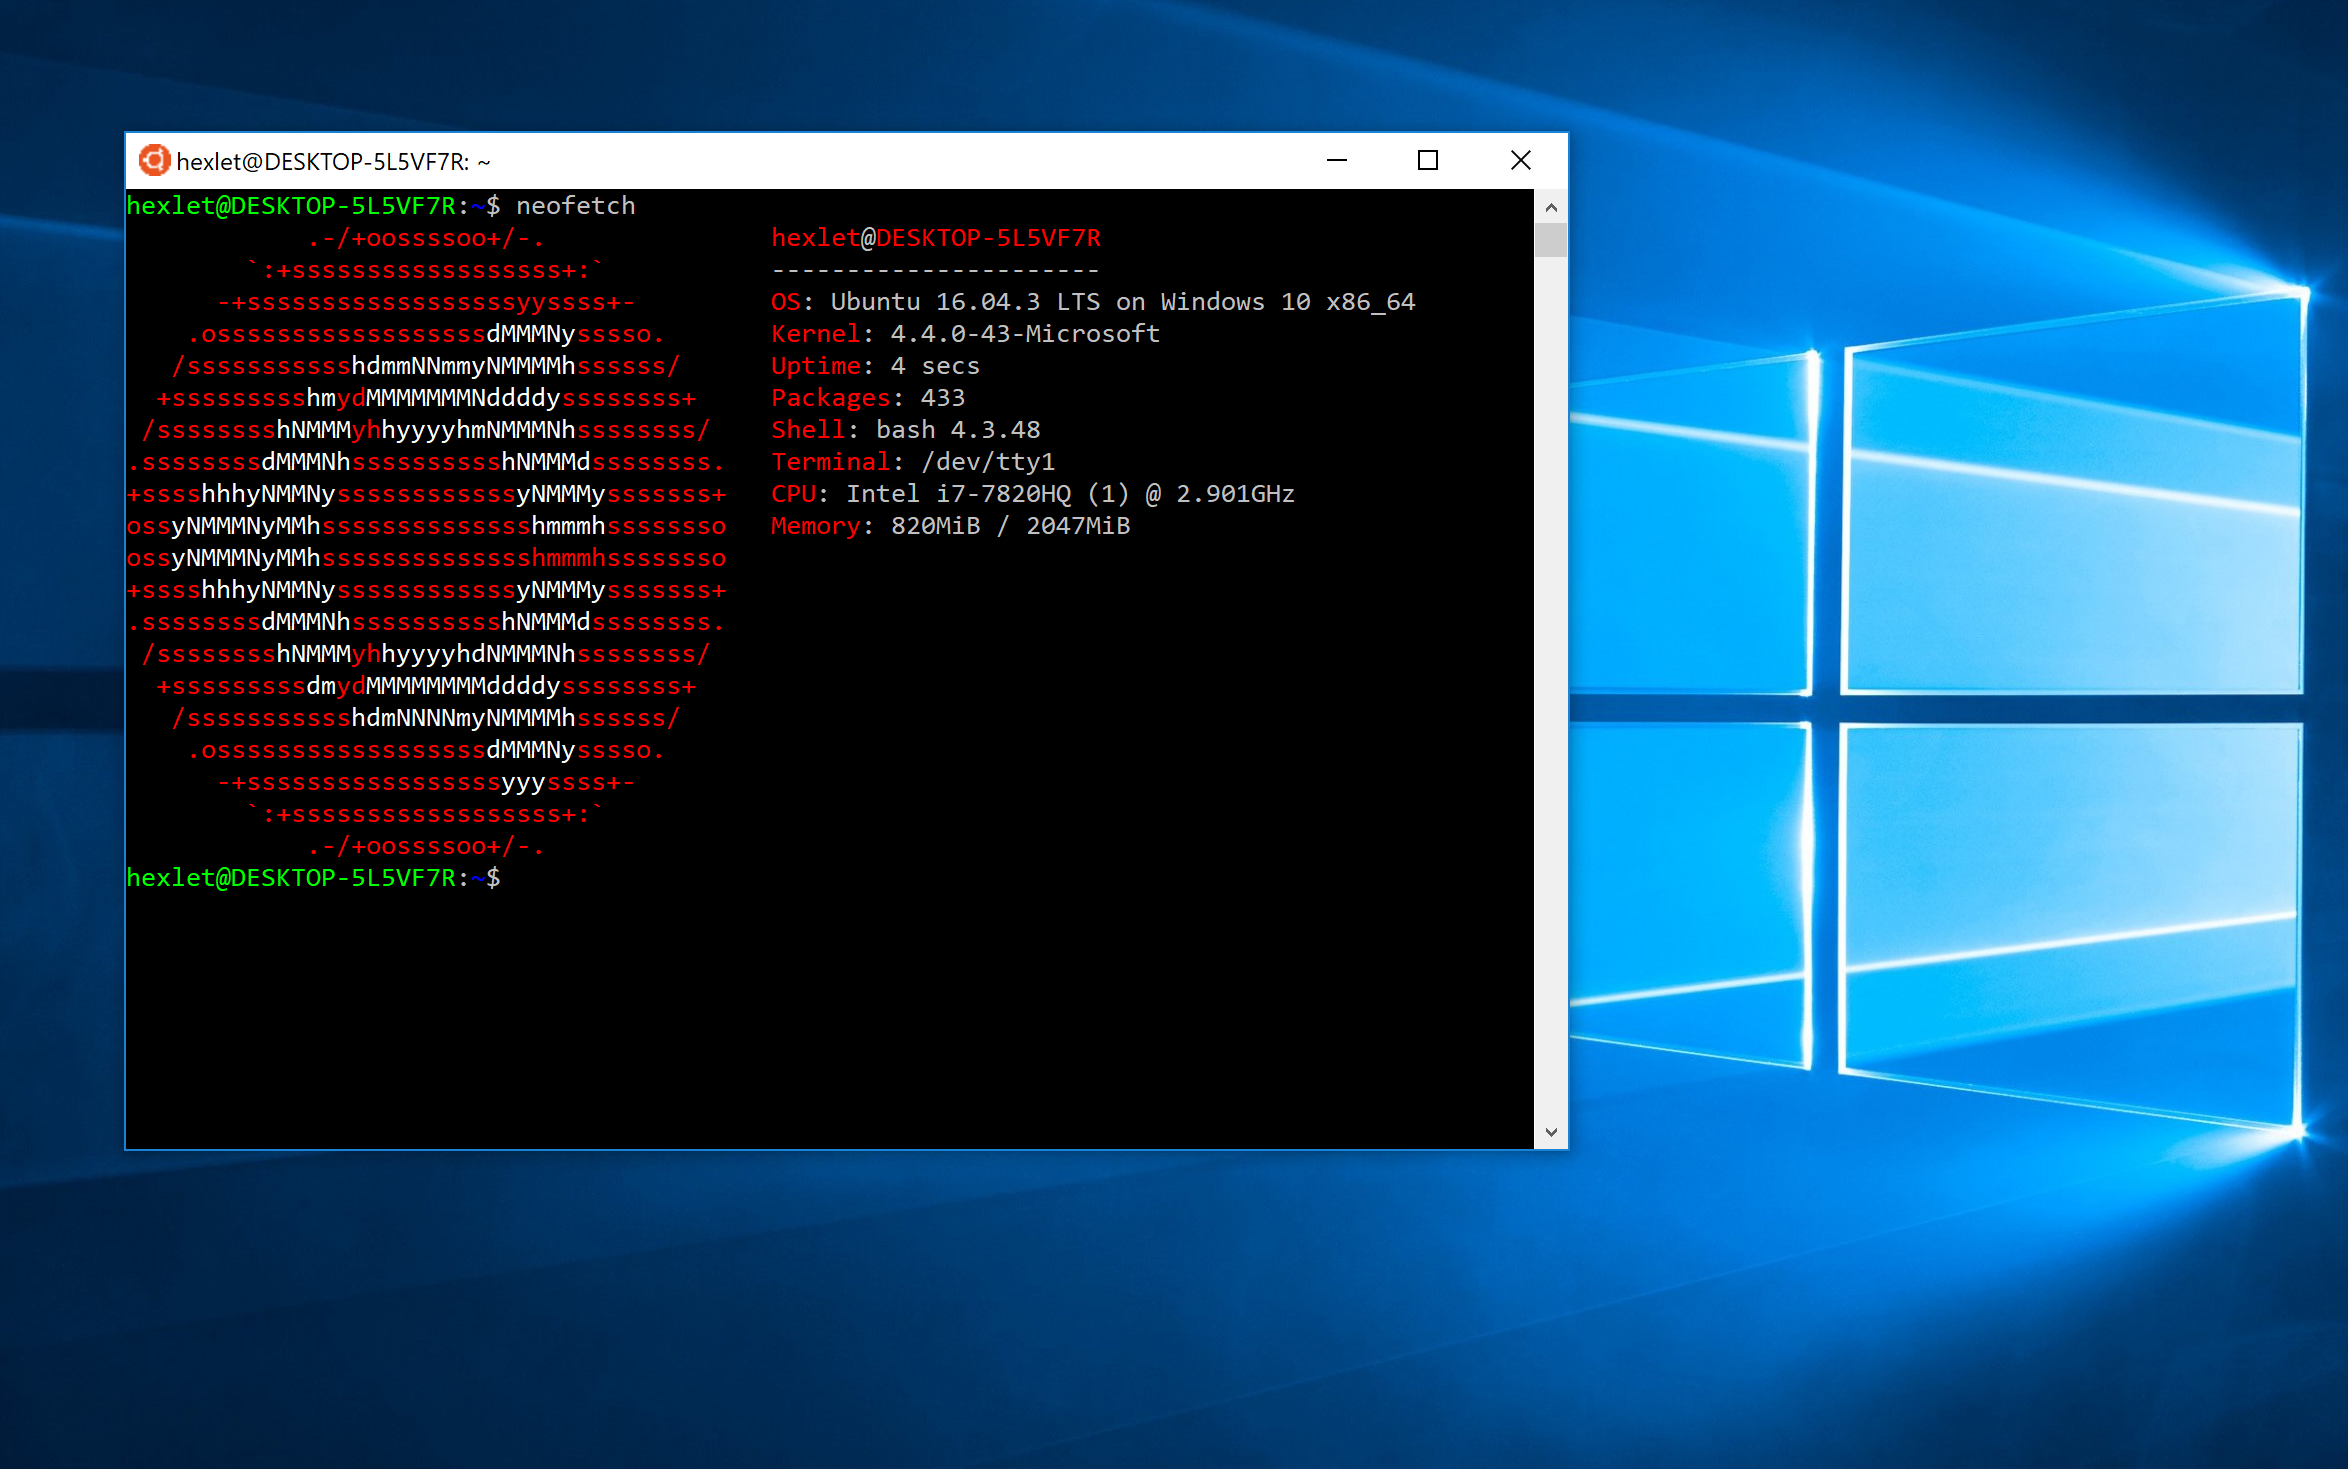 hexlet@DESKTOP-5L5VF7R: ~
hexlet@DESKTOP-5L5VF7R:~$ neofetch
.-/+oossssoo+/-.
`:+ssssssssssssssssss+:`
-+ssssssssssssssssssyyssss+-
.ossssssssssssssssssdMMMNysssso.
/ssssssssssshdmmNNmmyNMMMMhssssss/
+ssssssssshmydMMMMMMMNddddyssssssss+
/sssssssshNMMMyhhyyyyhmNMMMNhssssssss/
.ssssssssdMMMNhsssssssssshNMMMdssssssss.
+sssshhhyNMMNyssssssssssssyNMMMysssssss+
ossyNMMMNyMMhsssssssssssssshmmmhssssssso
ossyNMMMNyMMhsssssssssssssshmmmhssssssso
+sssshhhyNMMNyssssssssssssyNMMMysssssss+
.ssssssssdMMMNhsssssssssshNMMMdssssssss.
/sssssssshNMMMyhhyyyyhdNMMMNhssssssss/
+sssssssssdmydMMMMMMMMddddyssssssss+
/ssssssssssshdmNNNNmyNMMMMhssssss/
.ossssssssssssssssssdMMMNysssso.
-+sssssssssssssssssyyyssss+-
`:+ssssssssssssssssss+:`
.-/+oossssoo+/-.
hexlet@DESKTOP-5L5VF7R
----------------------
OS: Ubuntu 16.04.3 LTS on Windows 10 x86_64
Kernel: 4.4.0-43-Microsoft
Uptime: 4 secs
Packages: 433
Shell: bash 4.3.48
Terminal: /dev/tty1
CPU: Intel i7-7820HQ (1) @ 2.901GHz
Memory: 820MiB / 2047MiB
hexlet@DESKTOP-5L5VF7R:~$